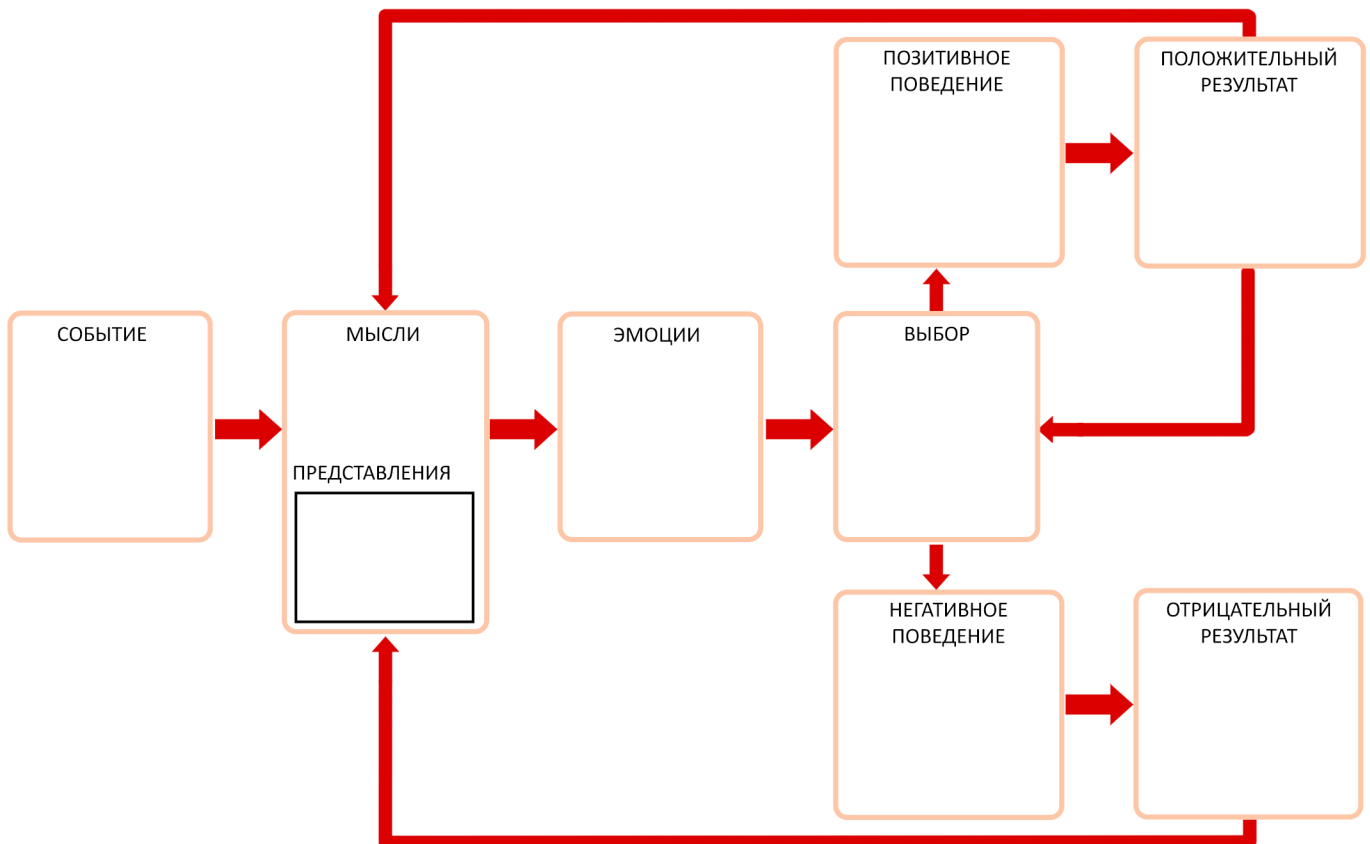 ПОЗИТИВНОЕ
ПОВЕДЕНИЕ
ПОЛОЖИТЕЛЬНЫЙ
РЕЗУЛЬТАТ
СОБЫТИЕ
МЫСЛИ
ПРЕДСТАВЛЕНИЯ
ЭМОЦИИ
ВЫБОР
НЕГАТИВНОЕ
ПОВЕДЕНИЕ
ОТРИЦАТЕЛЬНЫЙ
РЕЗУЛЬТАТ